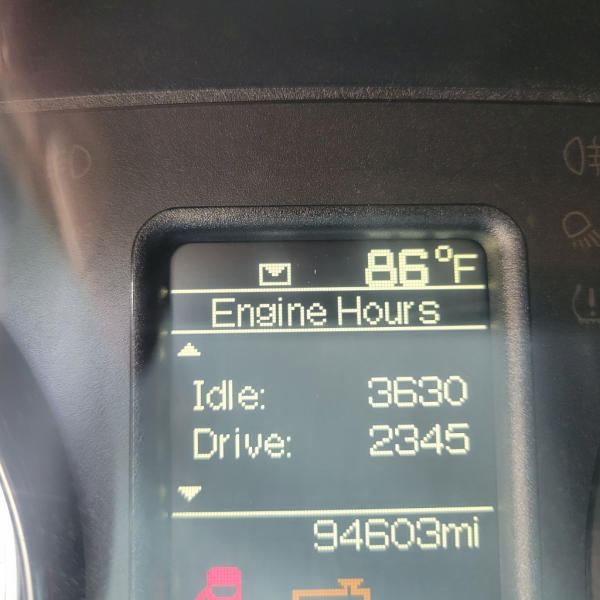 86°F
Engine Hours
Idle: 3630
Drive: 2345
94603mi